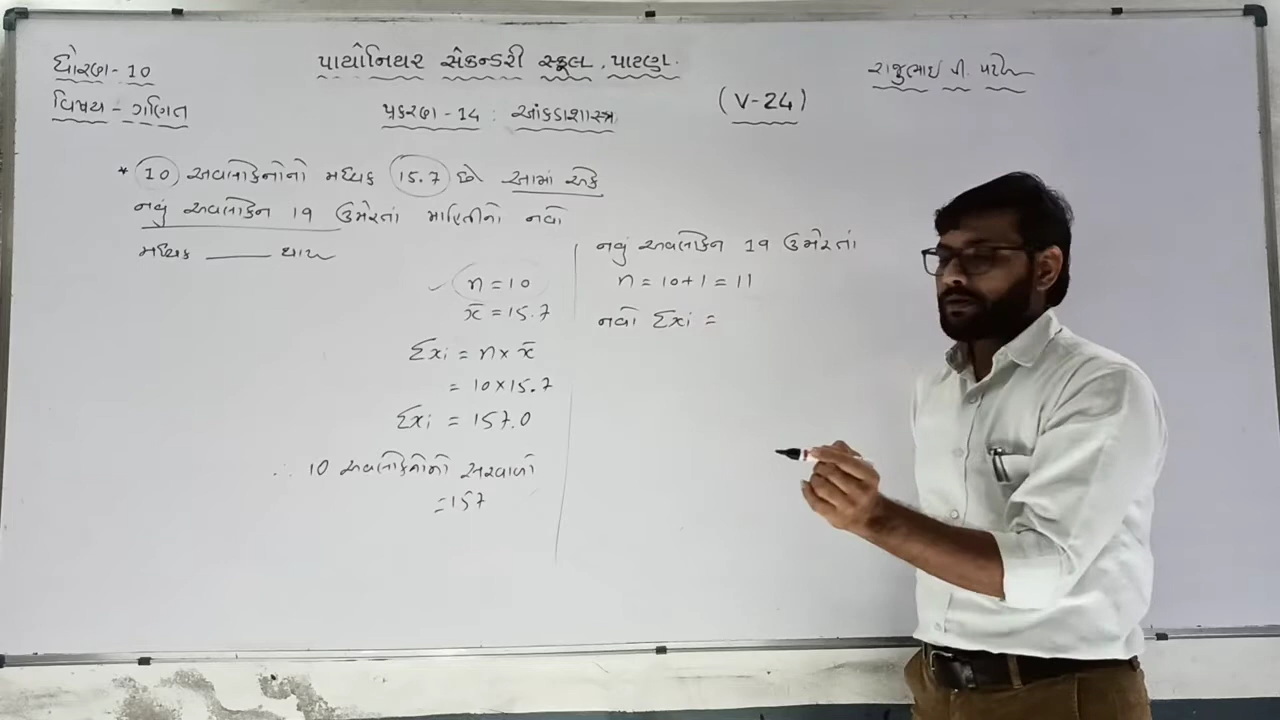 ધોરણ - 10
વિષય - ગણિત
પાયોનિયર સેકન્ડરી સ્કૂલ, પાટણ.
પ્રકરણ - 14 : આંકડાશાસ્ત્ર
(V-24)
રાજુભાઇ પી. પટેલ
* 10 અવલોકનોનો મધ્યક 15.7 છે આમાં એક
નવું અવલોકન 19 ઉમેરતાં માહિતીનો નવો
મધ્યક ____ થાય
n = 10
x̄ = 15.7
Σxi = n × x̄
= 10 × 15.7
Σxi = 157.0
∴ 10 અવલોકનોનો સરવાળો
= 157
નવું અવલોકન 19 ઉમેરતાં
n = 10 + 1 = 11
નવો Σxi =